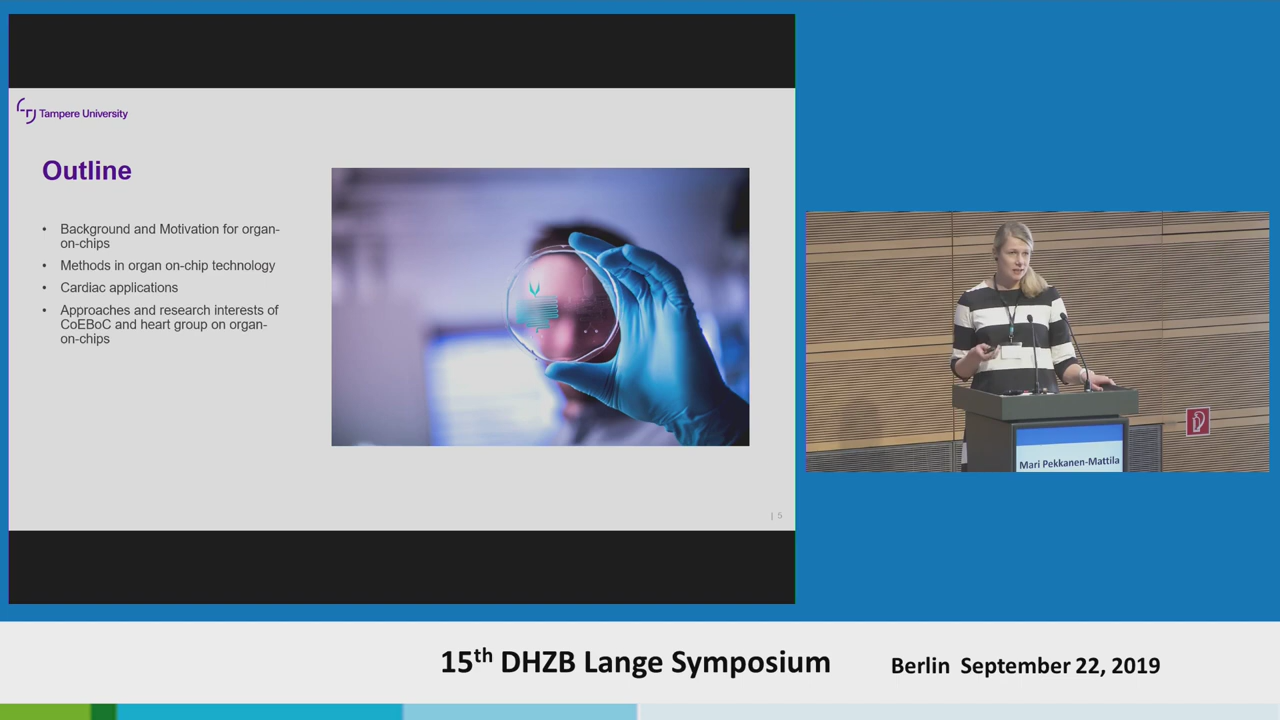 Tampere University
Outline
• Background and Motivation for organ-
on-chips
• Methods in organ on-chip technology
• Cardiac applications
• Approaches and research interests of
CoEBoC and heart group on organ-
on-chips
| 5
Mari Pekkanen-Mattila
15th DHZB Lange Symposium
Berlin September 22, 2019